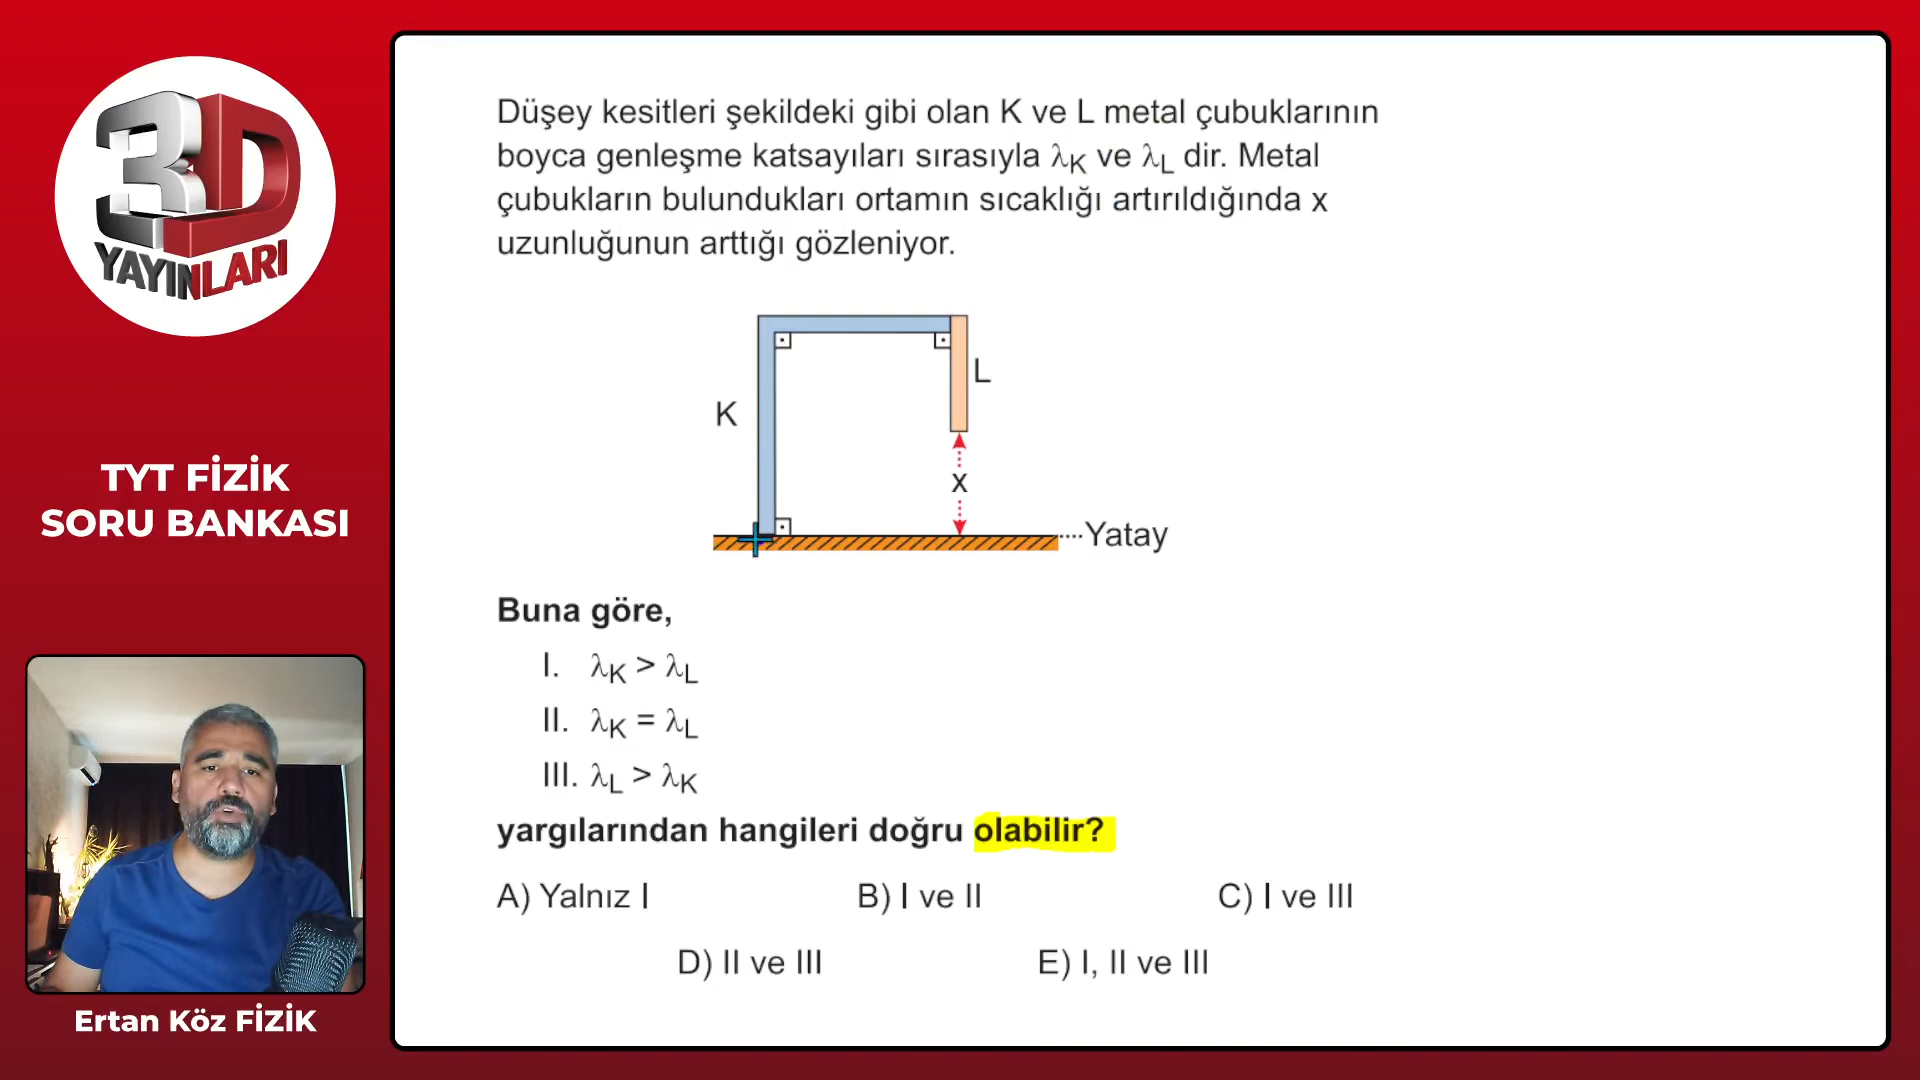 3D
YAYINLARI
TYT FİZİK
SORU BANKASI
Ertan Köz FİZİK
Düşey kesitleri şekildeki gibi olan K ve L metal çubuklarının
boyca genleşme katsayıları sırasıyla λK ve λL dir. Metal
çubukların bulundukları ortamın sıcaklığı artırıldığında x
uzunluğunun arttığı gözleniyor.
K
L
x
Yatay
Buna göre,
I. λK > λL
II. λK = λL
III. λL > λK
yargılarından hangileri doğru olabilir?
A) Yalnız I
B) I ve II
C) I ve III
D) II ve III
E) I, II ve III